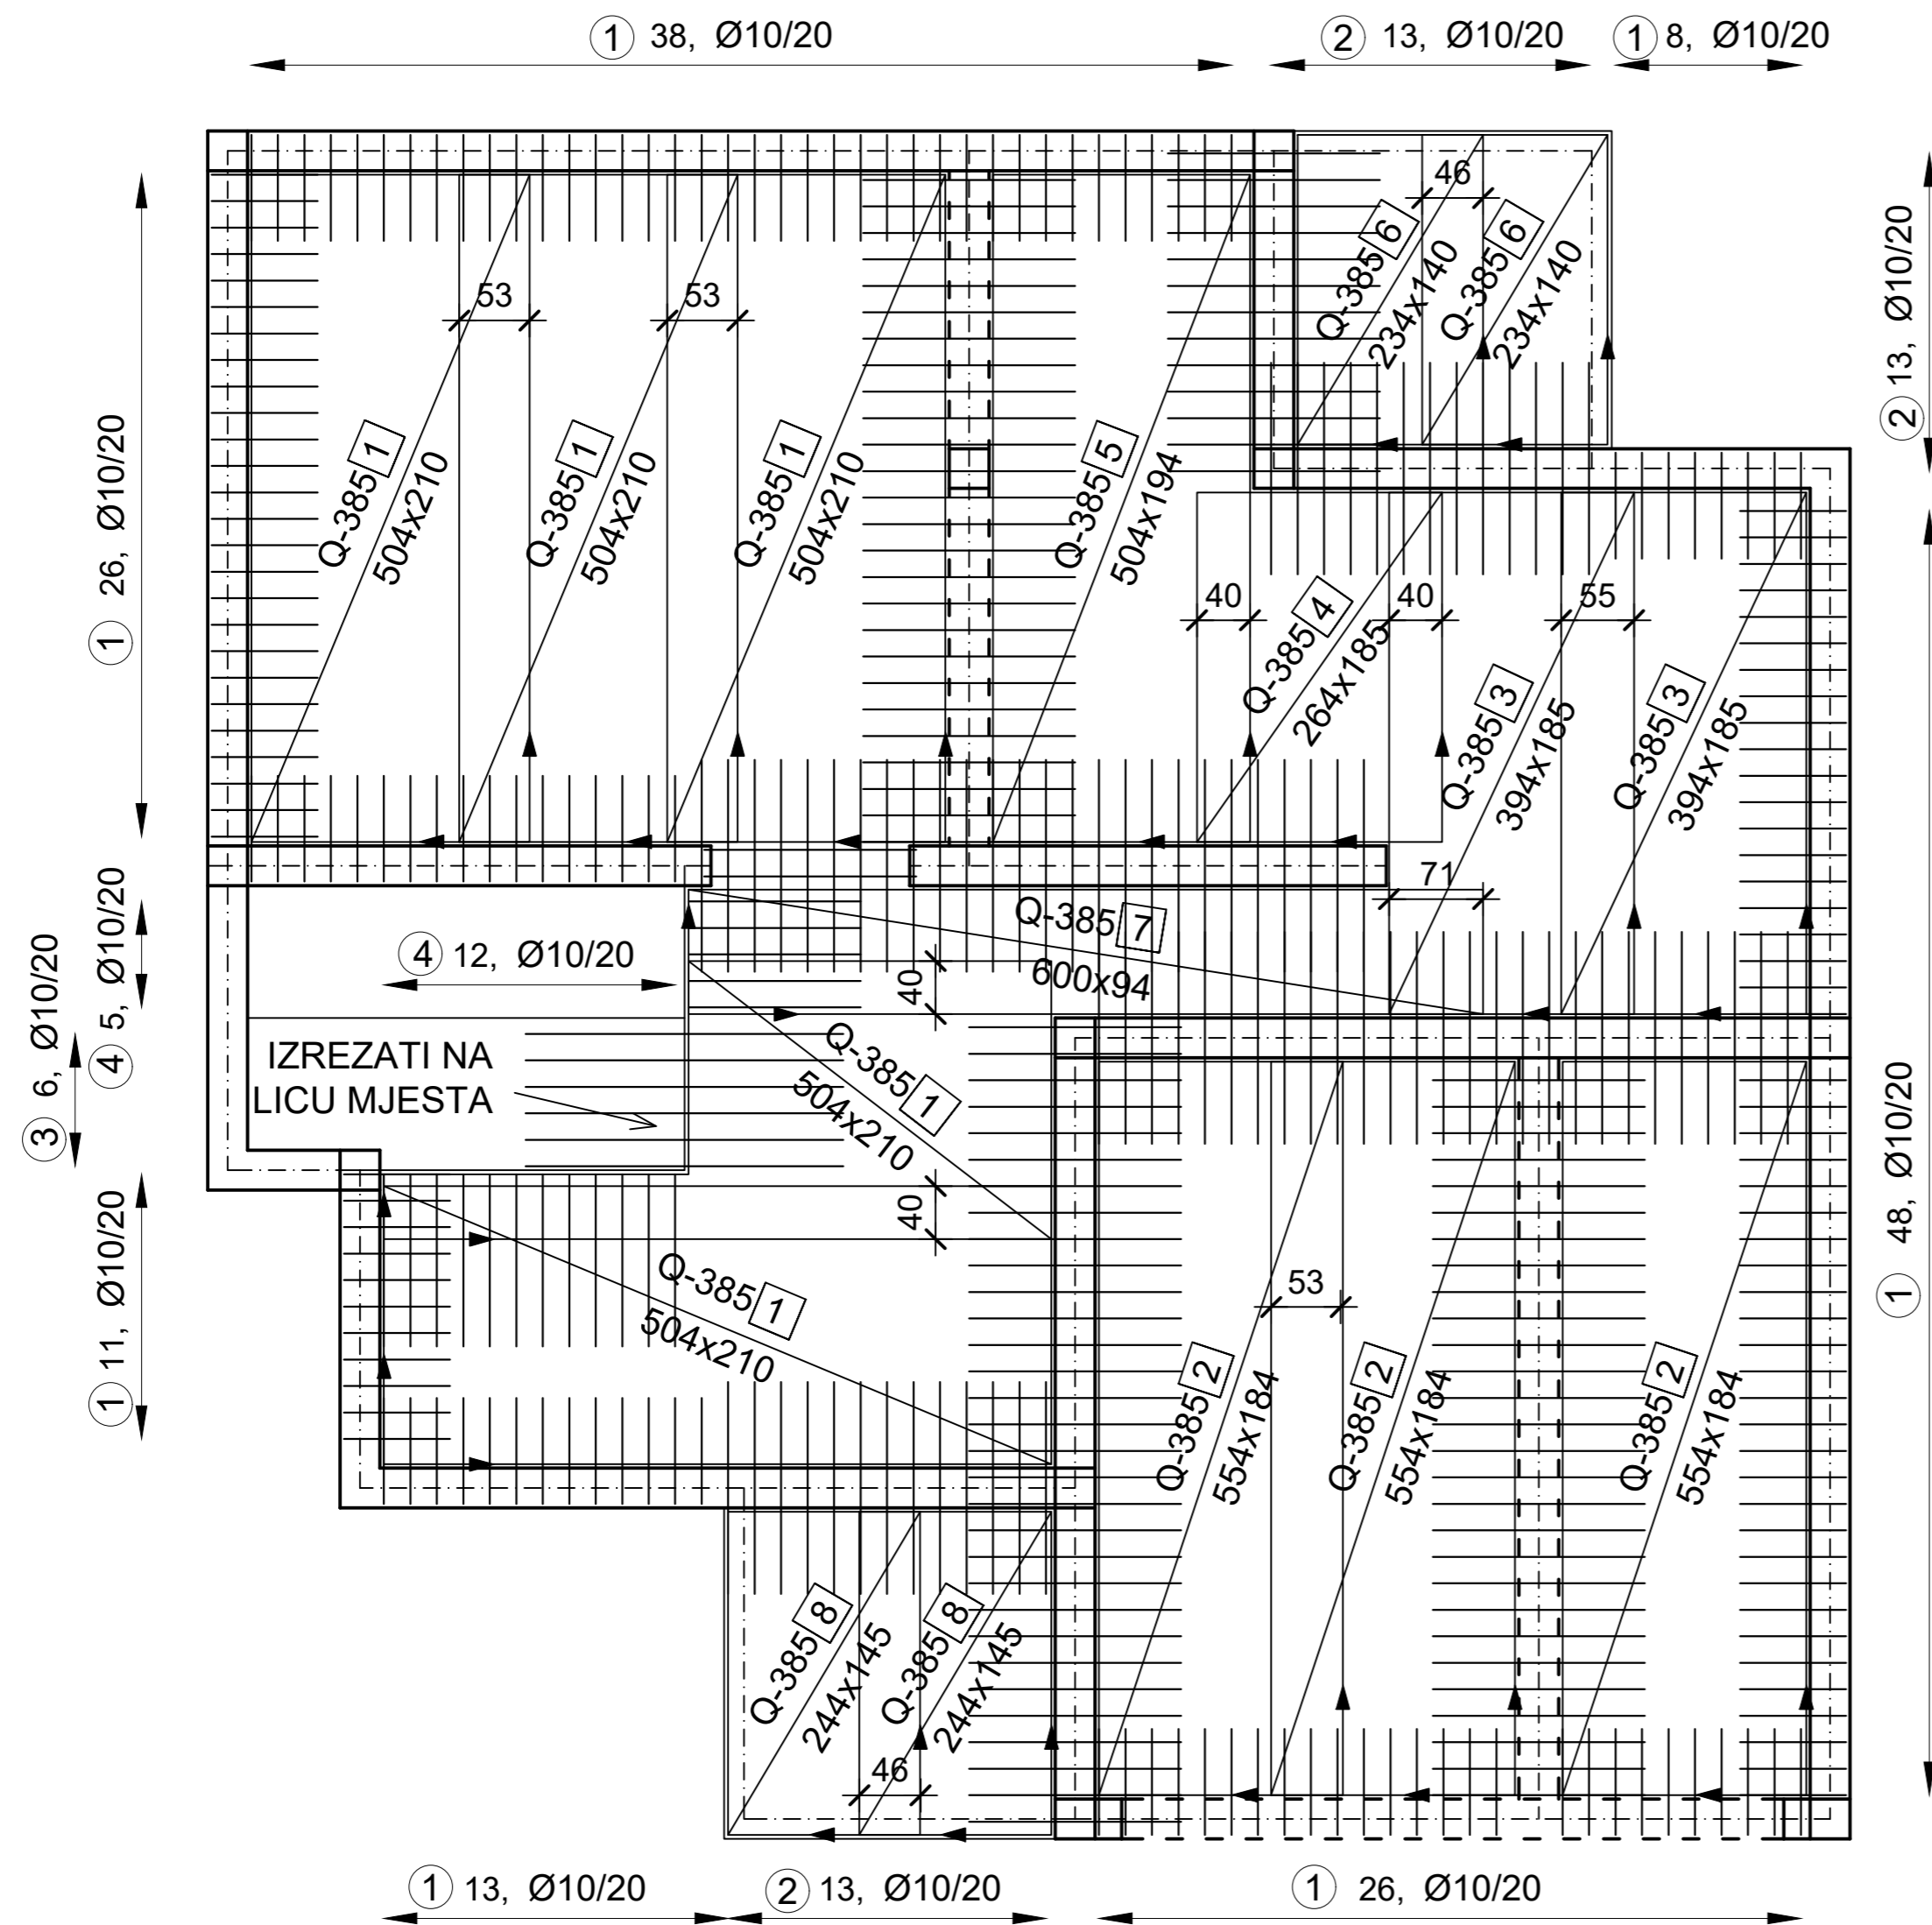 ① 38, Ø10/20
② 13, Ø10/20
① 8, Ø10/20
46
Q-385 6
234x140
Q-385 6
234x140
② 13, Ø10/20
53
53
Q-385 1
504x210
Q-385 1
504x210
Q-385 1
504x210
Q-385 5
504x194
① 26, Ø10/20
40
40
55
Q-385 4
264x185
Q-385 3
394x185
Q-385 3
394x185
71
Q-385 7
600x94
④ 12, Ø10/20
④ 5, Ø10/20
③ 6, Ø10/20
40
IZREZATI NA
LICU MJESTA
Q-385 1
504x210
40
① 11, Ø10/20
Q-385 1
504x210
53
Q-385 2
554x184
Q-385 2
554x184
Q-385 2
554x184
① 48, Ø10/20
Q-385 8
244x145
Q-385 8
244x145
46
① 13, Ø10/20
② 13, Ø10/20
① 26, Ø10/20